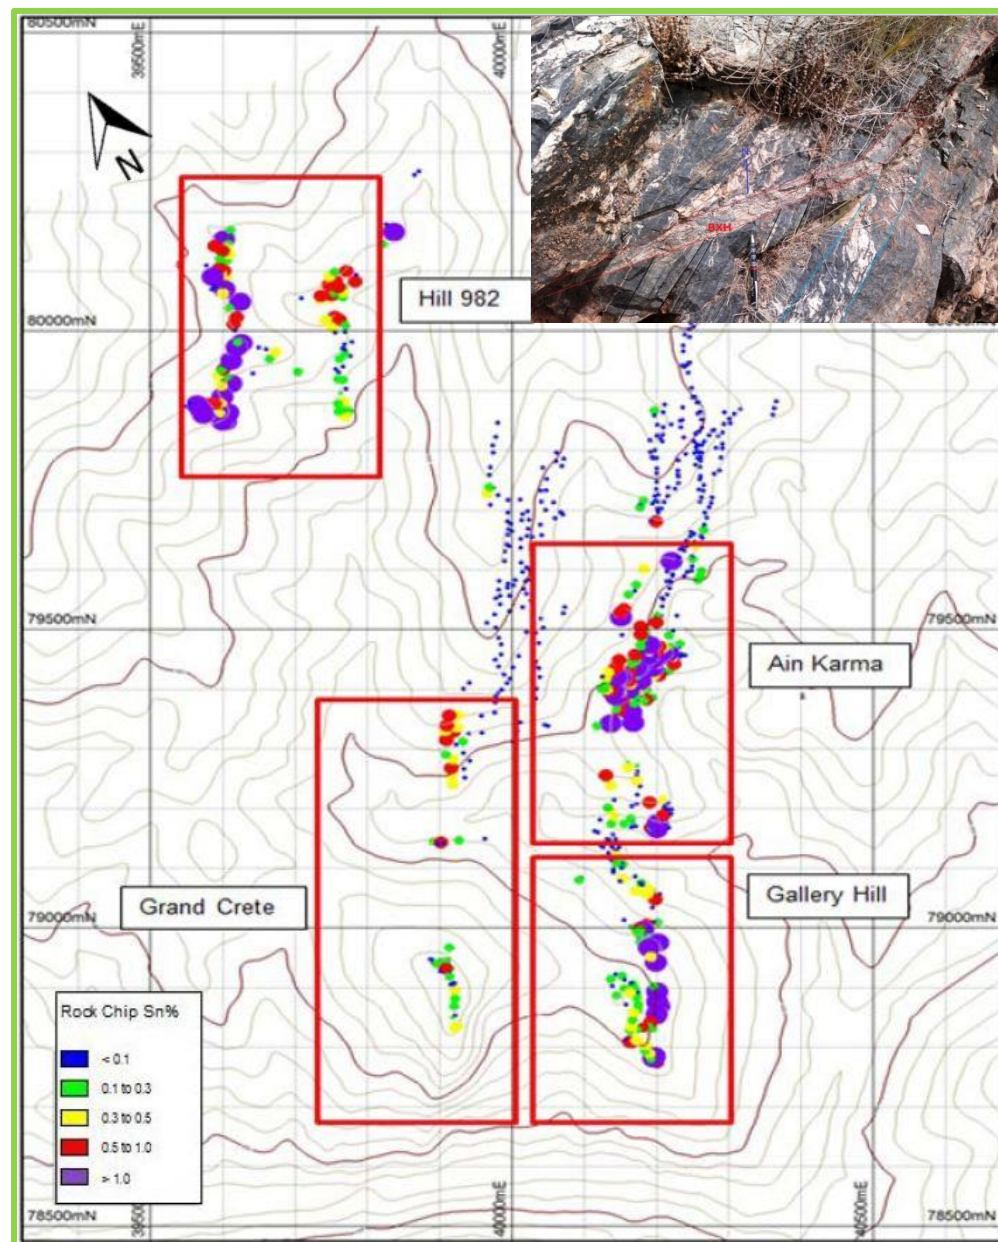 80500mN
39500mE
40000mE
N
BXH
Hill 982
80000mN
79500mN
79500mN
Ain Karma
Grand Crete
Gallery Hill
79000mN
79000mN
Rock Chip Sn%
< 0.1
0.1 to 0.3
0.3 to 0.5
0.5 to 1.0
> 1.0
40000mE
40500mE
78500mN
78500mN